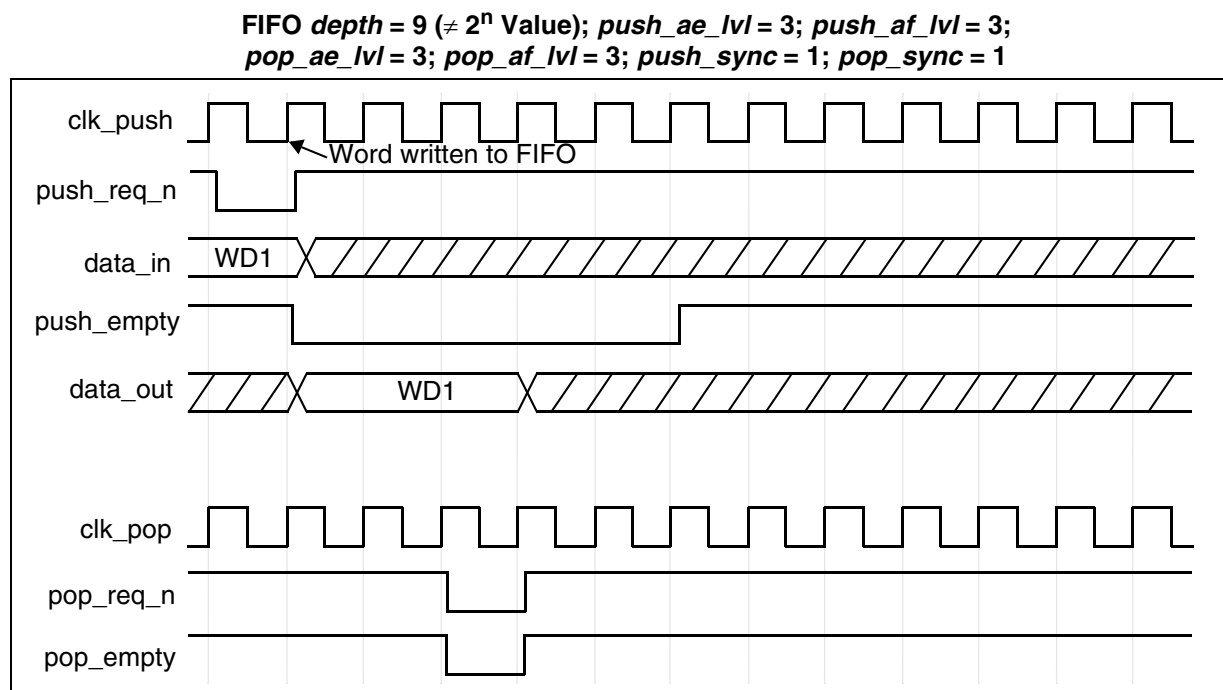 FIFO depth = 9 (≠ 2ⁿ Value); push_ae_lvl = 3; push_af_lvl = 3;
pop_ae_lvl = 3; pop_af_lvl = 3; push_sync = 1; pop_sync = 1
clk_push
Word written to FIFO
push_req_n
data_in
WD1
push_empty
data_out
WD1
clk_pop
pop_req_n
pop_empty